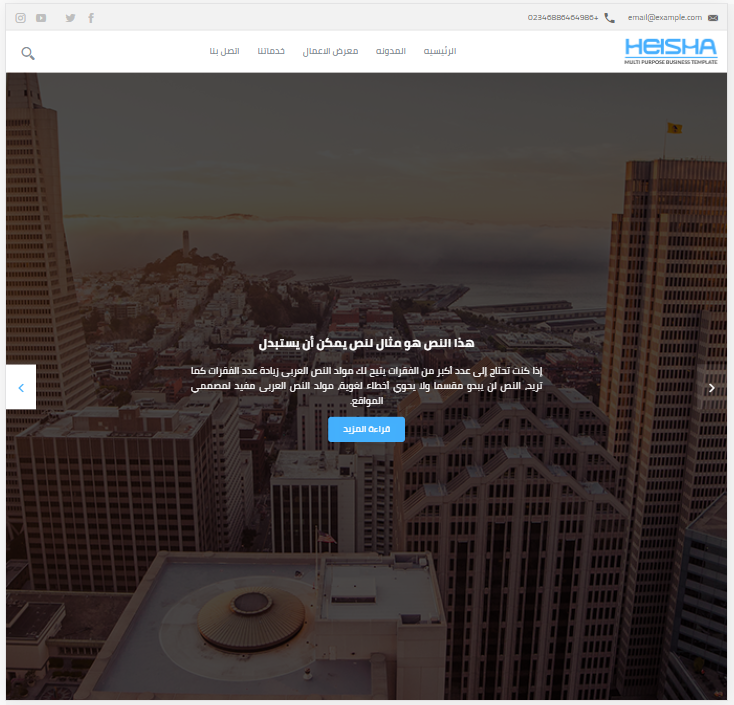 email@example.com
+02346886464986
HEISHA
MULTI PURPOSE BUSINESS TEMPLATE
الرئيسيه
المدونه
معرض الاعمال
خدماتنا
اتصل بنا
هذا النص هو مثال لنص يمكن أن يستبدل
إذا كنت تحتاج إلى عدد أكبر من الفقرات يتيح لك مولد النص العربى زيادة عدد الفقرات كما
تريد، النص لن يبدو مقسما ولا يحوي أخطاء لغوية، مولد النص العربى مفيد لمصممي
المواقع.
قراءة المزيد